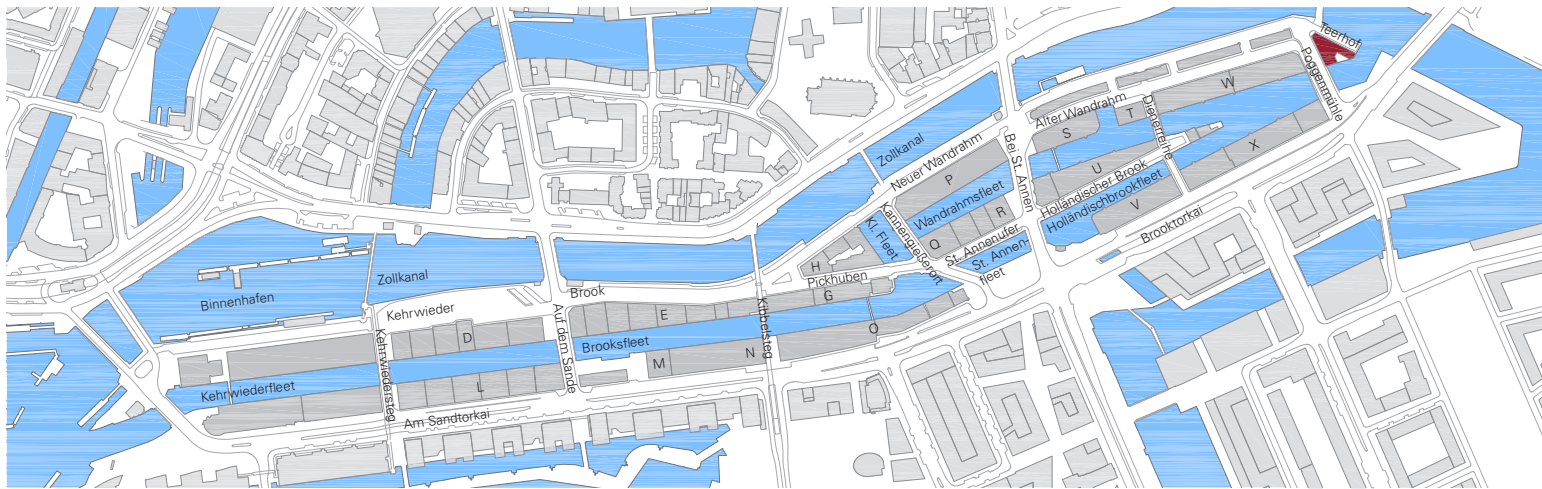 Teerhof
Poggenmühle
W
Alter Wandrahm
Dienerreihe
T
S
Zollkanal
Neuer Wandrahm
Bei St. Annen
X
U
Holländischer Brook
Holländischbrookfleet
P
Wandrahmsfleet
V
Kannengießerort
Kl. Fleet
R
Q
St. Annenufer
St. Annen-
fleet
Brooktorkai
H
Pickhuben
Zollkanal
Binnenhafen
Brook
G
Kehrwieder
Auf dem Sande
E
Kibbelsteg
O
D
Brooksfleet
Kehrwiedersteg
M
N
Kehrwiederfleet
L
Am Sandtorkai